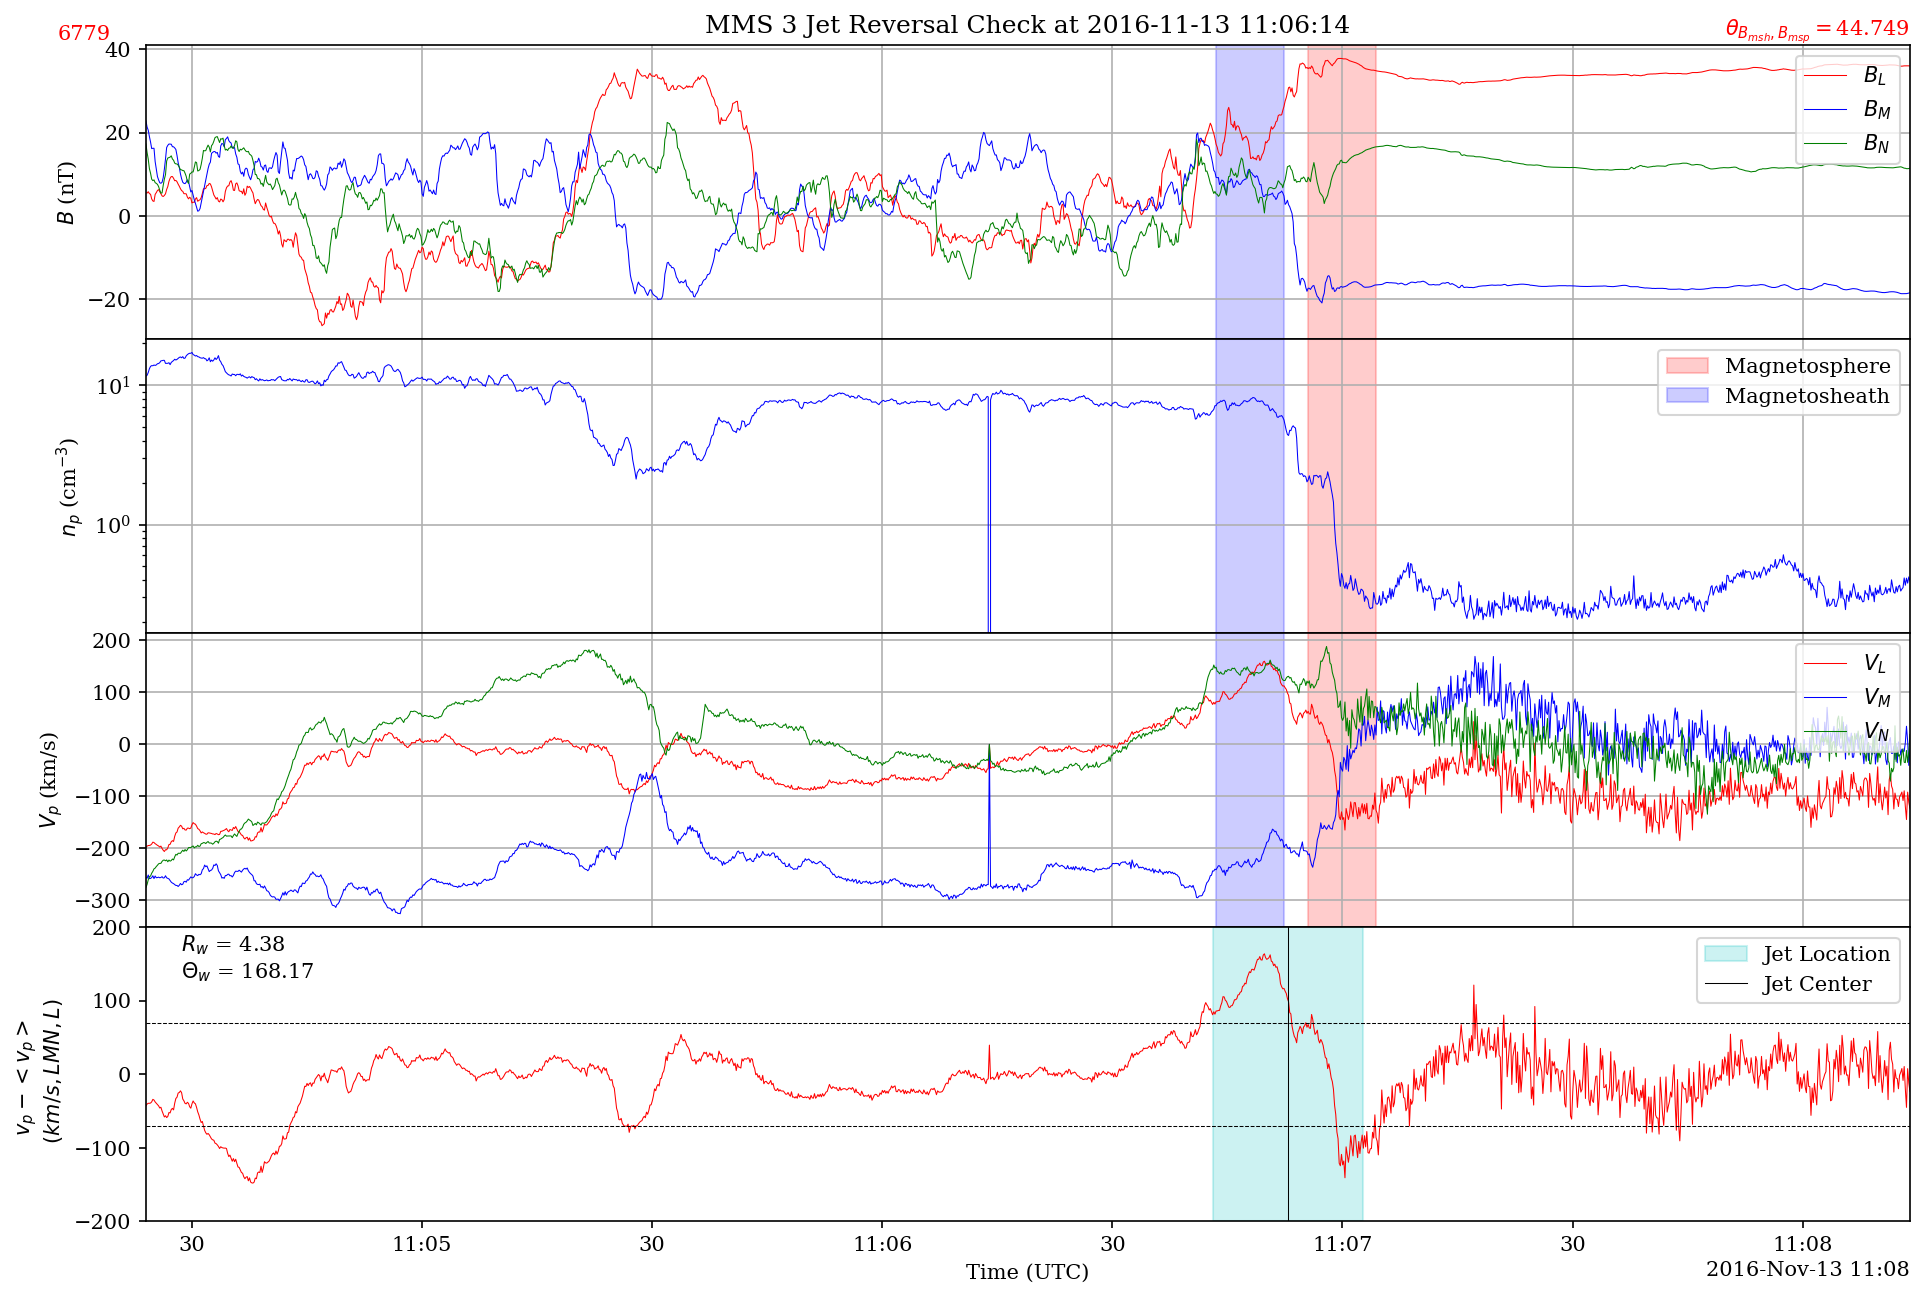 MMS 3 Jet Reversal Check at 2016-11-13 11:06:14
6779
θ_{B_{msh}, B_{msp}} = 44.749
40
20
0
−20
B (nT)
B_L
B_M
B_N
10^1
10^0
n_p (cm^{−3})
Magnetosphere
Magnetosheath
200
100
0
−100
−200
−300
V_p (km/s)
V_L
V_M
V_N
200
100
0
−100
−200
v_p − < v_p >
(km/s, LMN, L)
R_w = 4.38
Θ_w = 168.17
Jet Location
Jet Center
30 11:05 30 11:06 30 11:07 30 11:08
Time (UTC)
2016-Nov-13 11:08